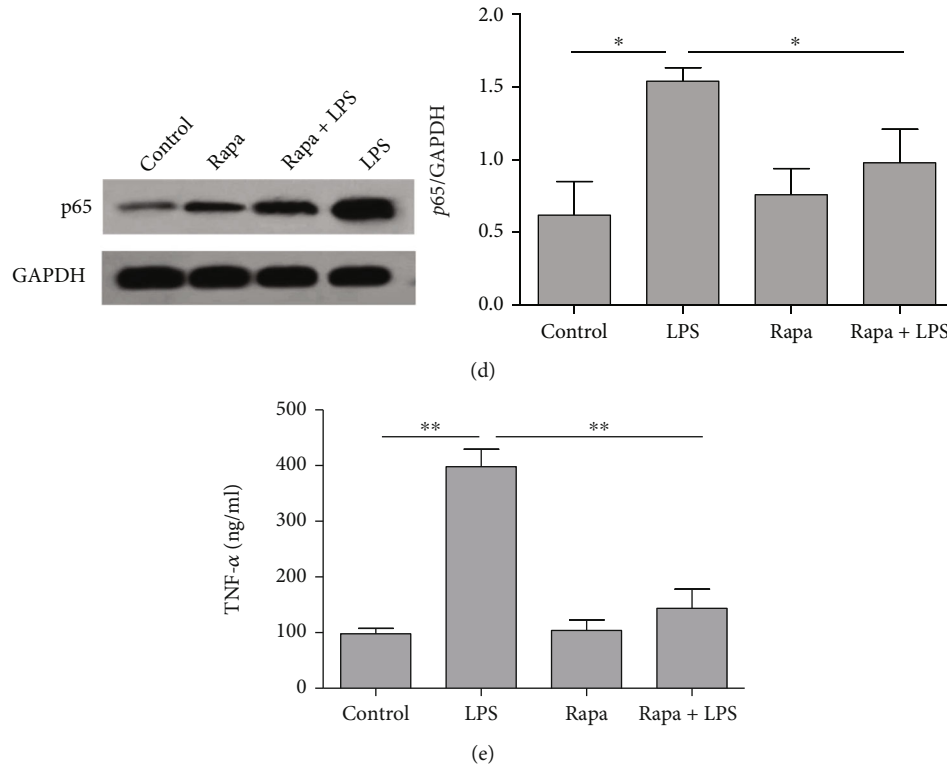 Control Rapa Rapa + LPS LPS
p65
GAPDH
p65/GAPDH
2.0
1.5
1.0
0.5
0.0
* *
Control LPS Rapa Rapa + LPS
(d)
TNF-α (ng/ml)
500
400
300
200
100
0
** **
Control LPS Rapa Rapa + LPS
(e)